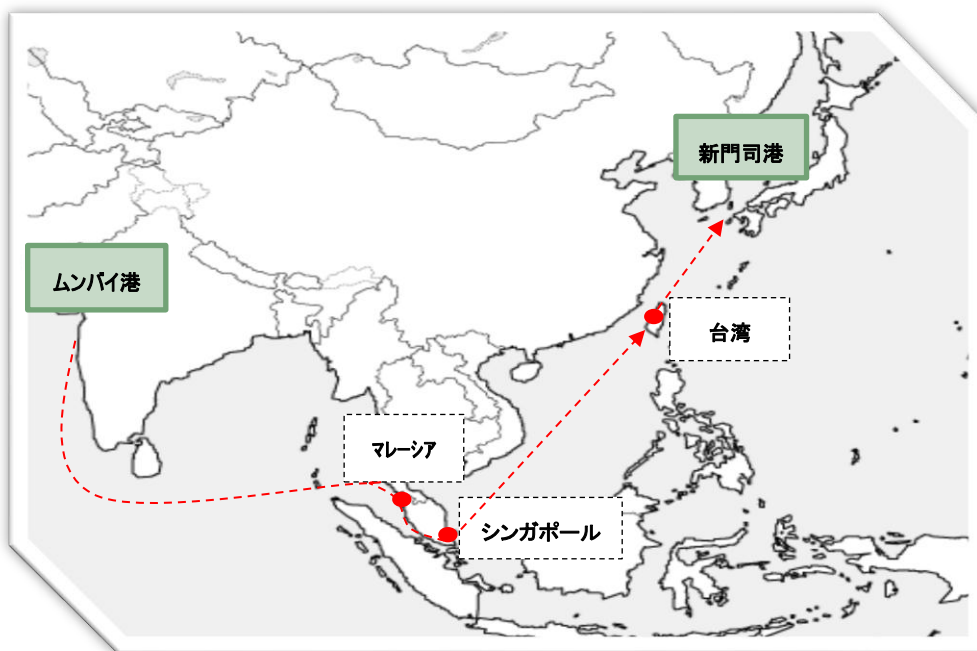 新門司港
ムンバイ港
台湾
マレーシア
シンガポール